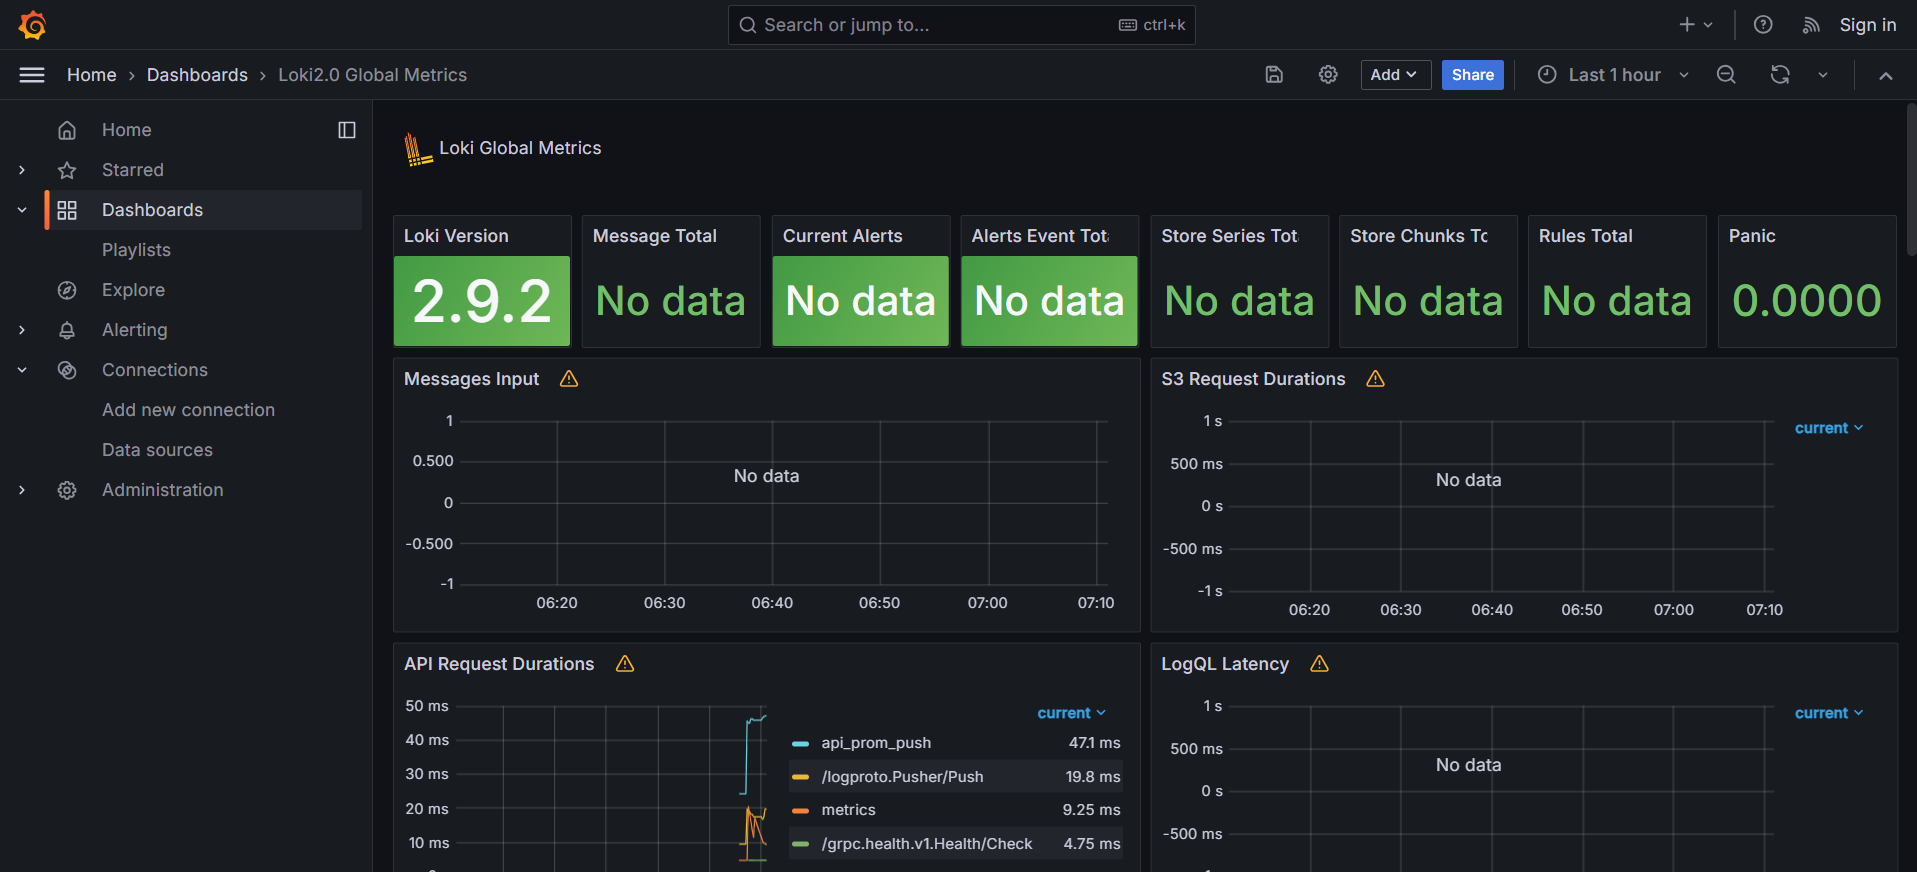 Search or jump to...
ctrl+k
Sign in
Home › Dashboards › Loki2.0 Global Metrics
Add
Share
Last 1 hour
Home
Starred
Dashboards
Playlists
Explore
Alerting
Connections
Add new connection
Data sources
Administration
Loki Global Metrics
Loki Version
2.9.2
Message Total
No data
Current Alerts
No data
Alerts Event Tot
No data
Store Series Tot
No data
Store Chunks To
No data
Rules Total
No data
Panic
0.0000
Messages Input
1
0.500
0
-0.500
-1
No data
06:20 06:30 06:40 06:50 07:00 07:10
S3 Request Durations
1 s
500 ms
0 s
-500 ms
-1 s
No data
06:20 06:30 06:40 06:50 07:00 07:10
current
API Request Durations
50 ms
40 ms
30 ms
20 ms
10 ms
current
api_prom_push 47.1 ms
/logproto.Pusher/Push 19.8 ms
metrics 9.25 ms
/grpc.health.v1.Health/Check 4.75 ms
LogQL Latency
1 s
500 ms
0 s
-500 ms
No data
current